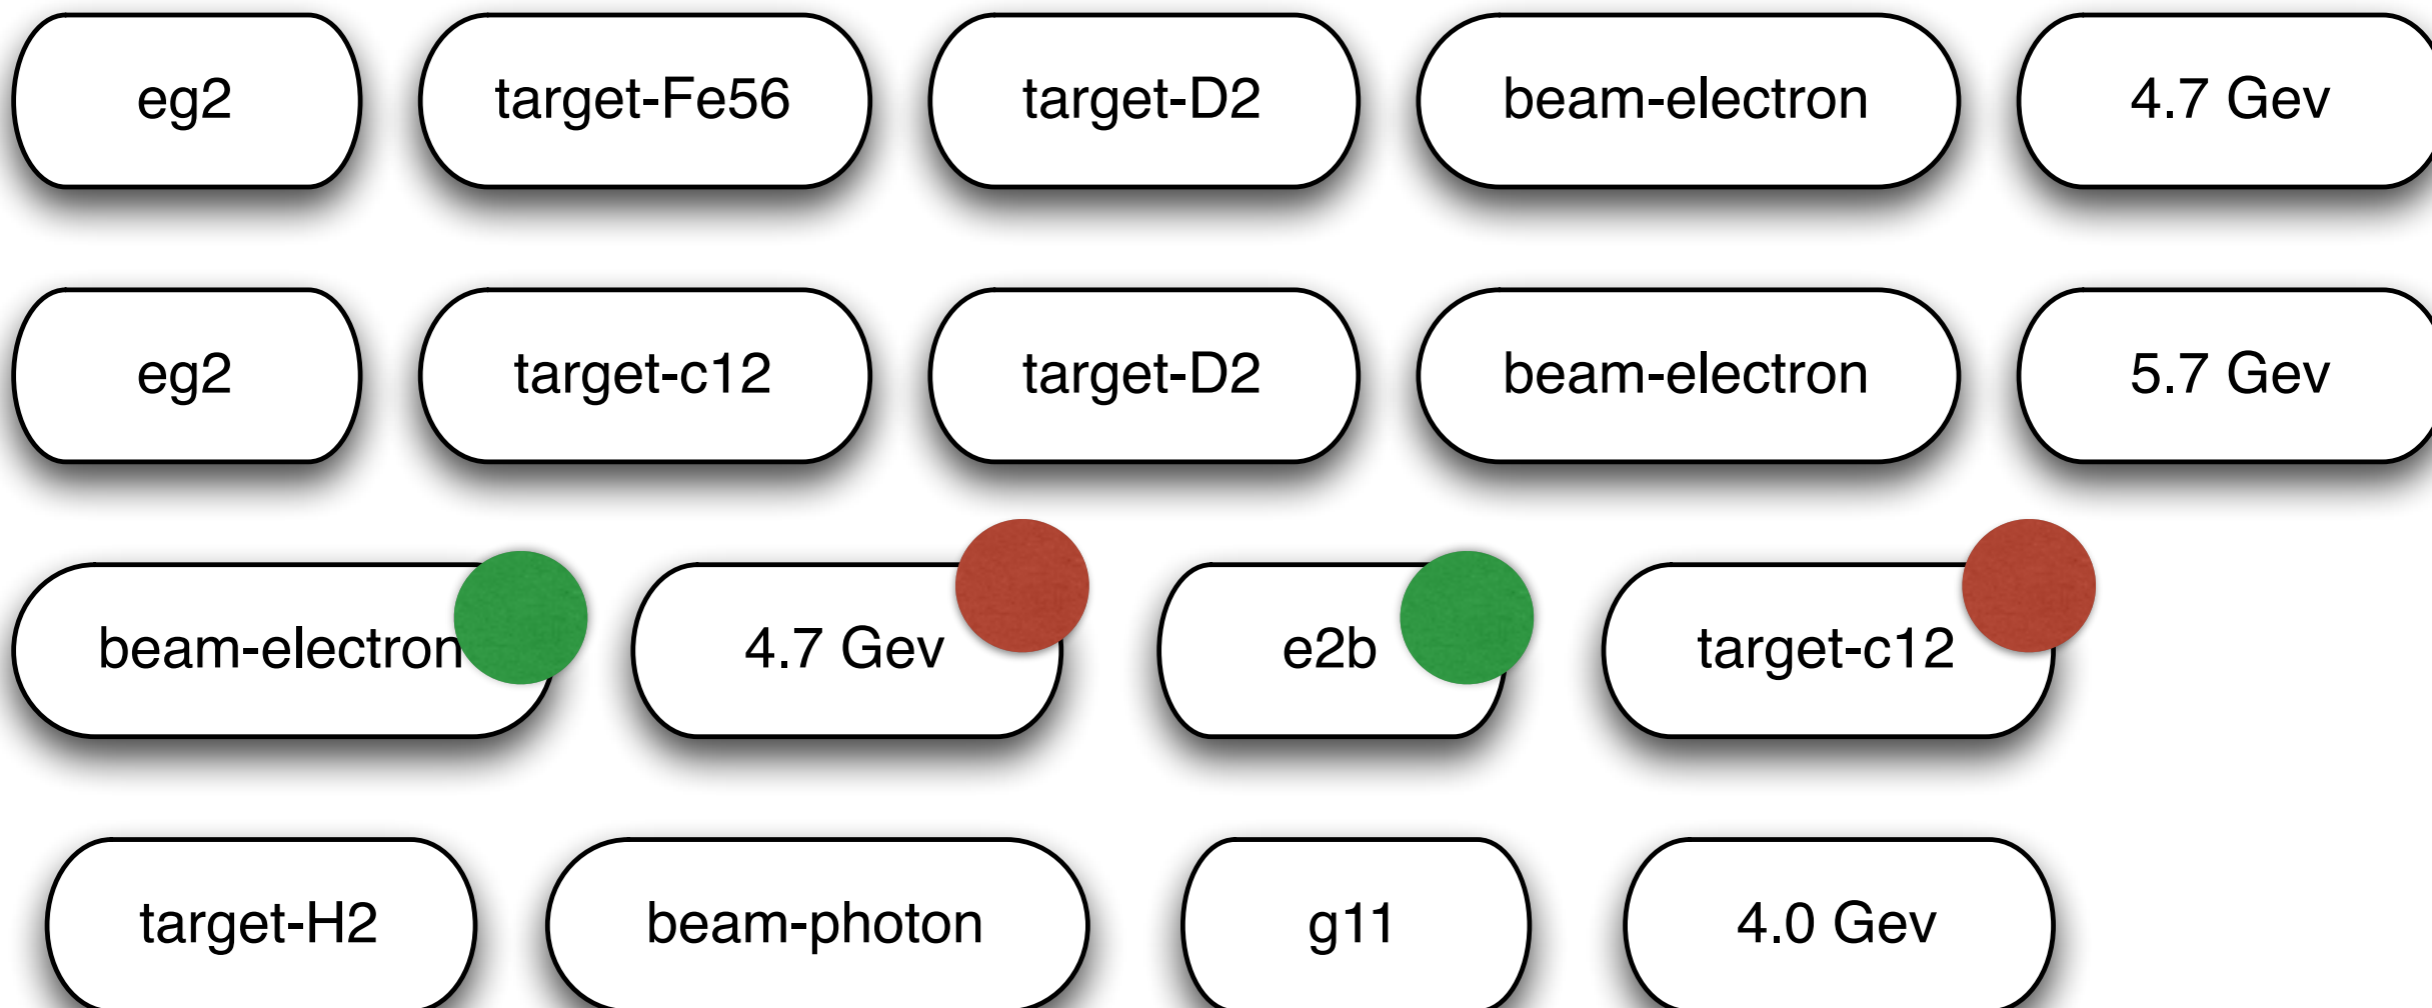 eg2 target-Fe56 target-D2 beam-electron 4.7 Gev
eg2 target-c12 target-D2 beam-electron 5.7 Gev
beam-electron 4.7 Gev e2b target-c12
target-H2 beam-photon g11 4.0 Gev